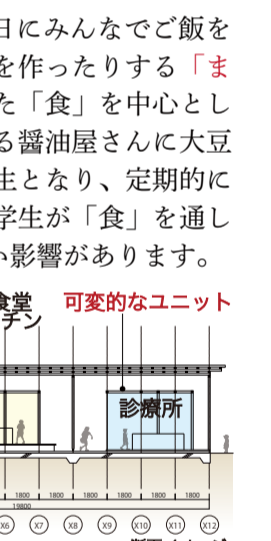 日にみんなでご飯を
を作ったりする「ま
た「食」を中心とし
る醤油屋さんに大豆
生となり、定期的に
学生が「食」を通し
い影響があります。
食堂 可変的なユニット
チン
診療所
1800 1800 1800 1800 1800 1800
19800
X6 X7 X8 X9 X10 X11 X12